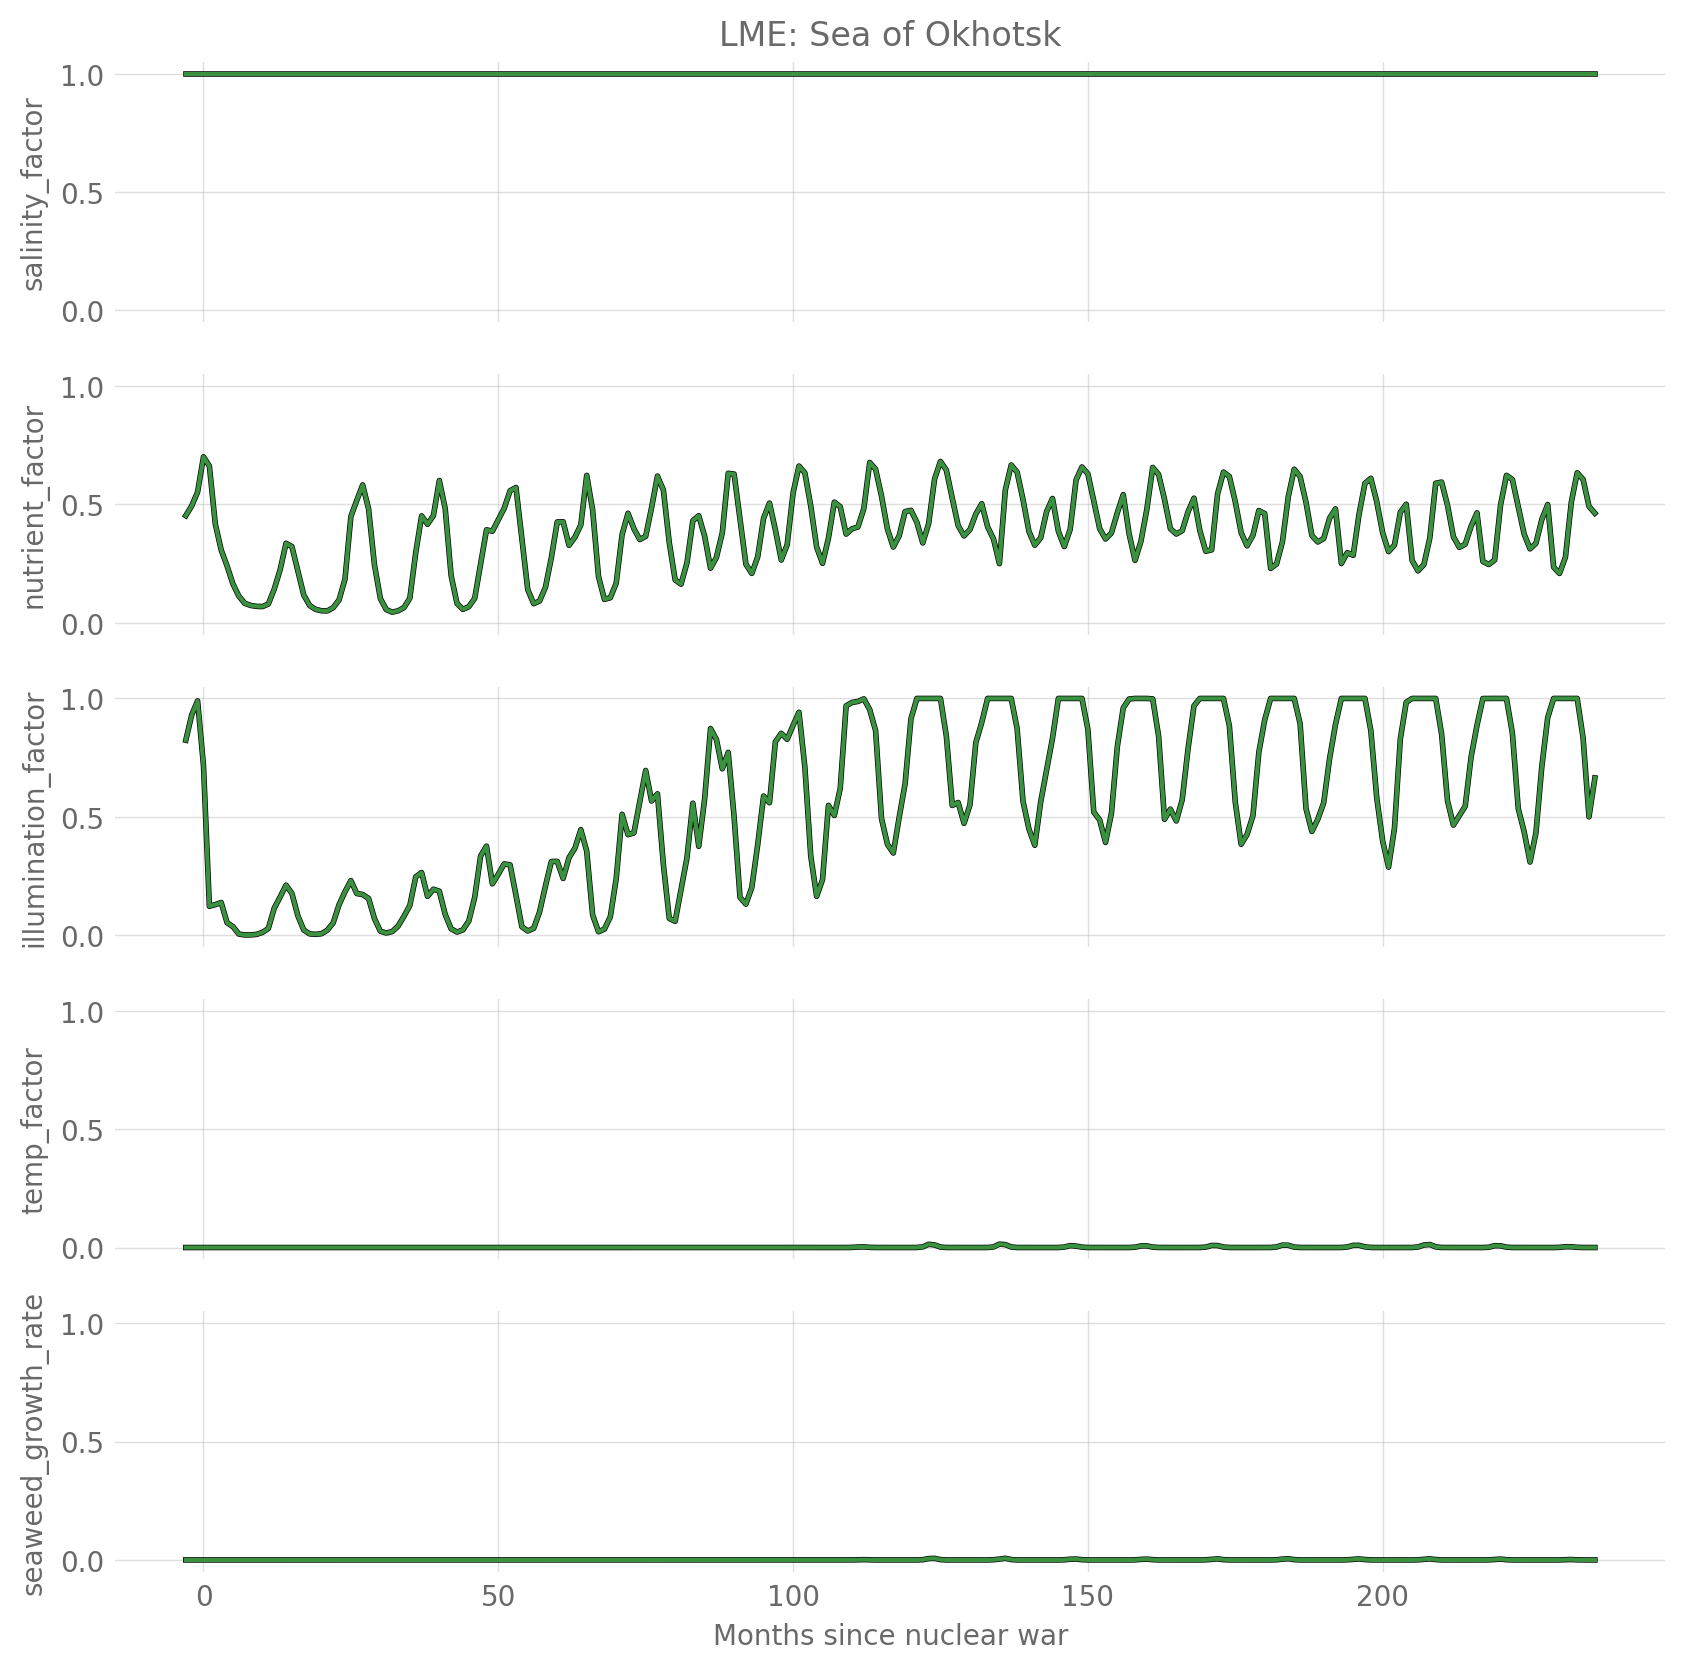 LME: Sea of Okhotsk
salinity_factor
1.0
0.5
0.0
nutrient_factor
1.0
0.5
0.0
illumination_factor
1.0
0.5
0.0
temp_factor
1.0
0.5
0.0
seaweed_growth_rate
1.0
0.5
0.0
0 50 100 150 200
Months since nuclear war